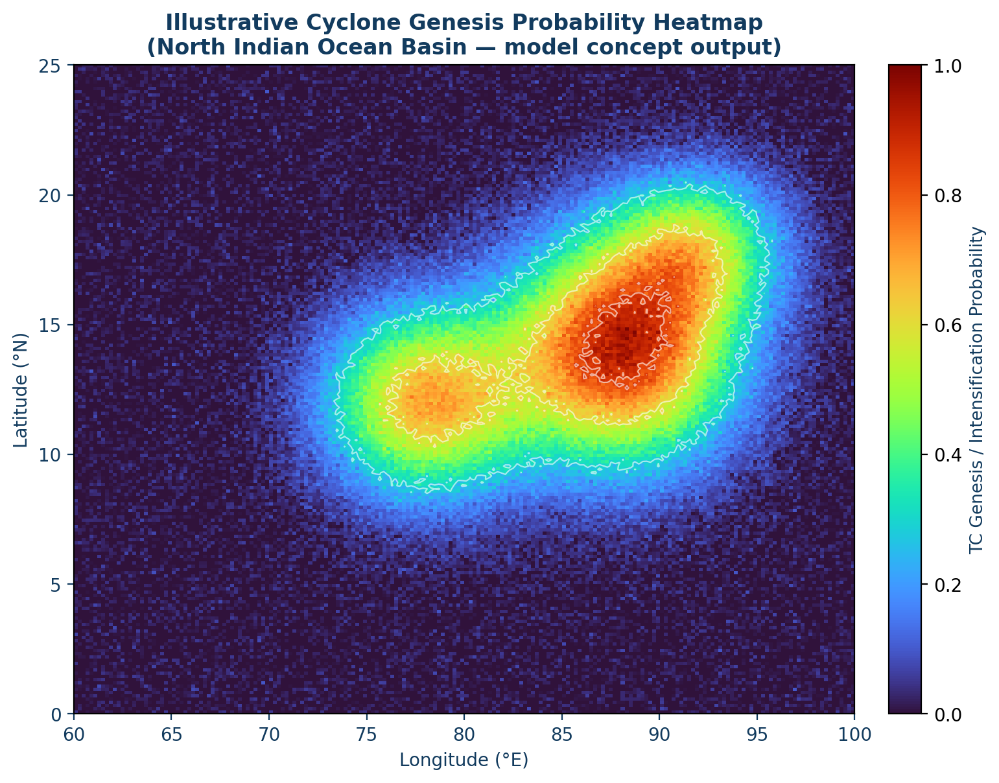 Illustrative Cyclone Genesis Probability Heatmap
(North Indian Ocean Basin — model concept output)
25
20
15
10
5
0
Latitude (°N)
60 65 70 75 80 85 90 95 100
Longitude (°E)
1.0
0.8
0.6
0.4
0.2
0.0
TC Genesis / Intensification Probability